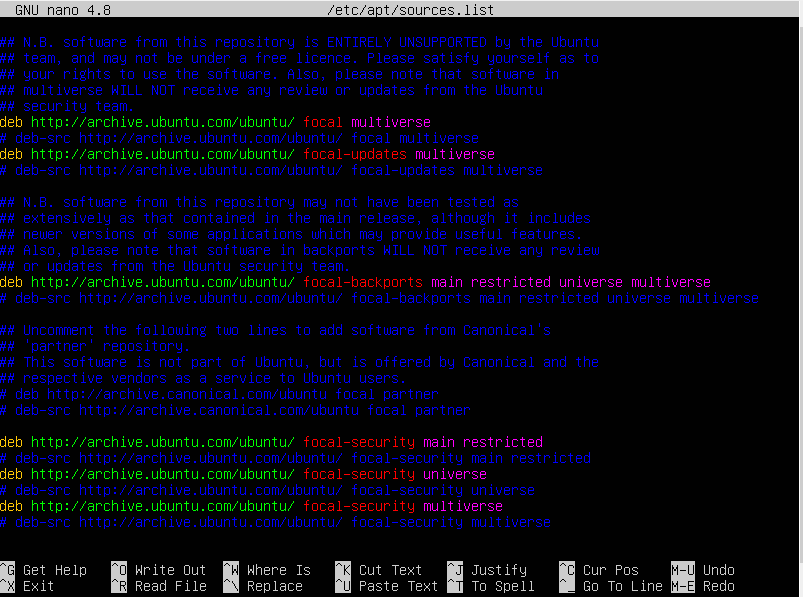 GNU nano 4.8 /etc/apt/sources.list
## N.B. software from this repository is ENTIRELY UNSUPPORTED by the Ubuntu
## team, and may not be under a free licence. Please satisfy yourself as to
## your rights to use the software. Also, please note that software in
## multiverse WILL NOT receive any review or updates from the Ubuntu
## security team.
deb http://archive.ubuntu.com/ubuntu/ focal multiverse
# deb-src http://archive.ubuntu.com/ubuntu/ focal multiverse
deb http://archive.ubuntu.com/ubuntu/ focal-updates multiverse
# deb-src http://archive.ubuntu.com/ubuntu/ focal-updates multiverse
## N.B. software from this repository may not have been tested as
## extensively as that contained in the main release, although it includes
## newer versions of some applications which may provide useful features.
## Also, please note that software in backports WILL NOT receive any review
## or updates from the Ubuntu security team.
deb http://archive.ubuntu.com/ubuntu/ focal-backports main restricted universe multiverse
# deb-src http://archive.ubuntu.com/ubuntu/ focal-backports main restricted universe multiverse
## Uncomment the following two lines to add software from Canonical's
## 'partner' repository.
## This software is not part of Ubuntu, but is offered by Canonical and the
## respective vendors as a service to Ubuntu users.
# deb http://archive.canonical.com/ubuntu focal partner
# deb-src http://archive.canonical.com/ubuntu focal partner
deb http://archive.ubuntu.com/ubuntu/ focal-security main restricted
# deb-src http://archive.ubuntu.com/ubuntu/ focal-security main restricted
deb http://archive.ubuntu.com/ubuntu/ focal-security universe
# deb-src http://archive.ubuntu.com/ubuntu/ focal-security universe
deb http://archive.ubuntu.com/ubuntu/ focal-security multiverse
# deb-src http://archive.ubuntu.com/ubuntu/ focal-security multiverse
^G Get Help ^O Write Out ^W Where Is ^K Cut Text ^J Justify ^C Cur Pos M-U Undo
^X Exit ^R Read File ^\ Replace ^U Paste Text ^T To Spell ^_ Go To Line M-E Redo